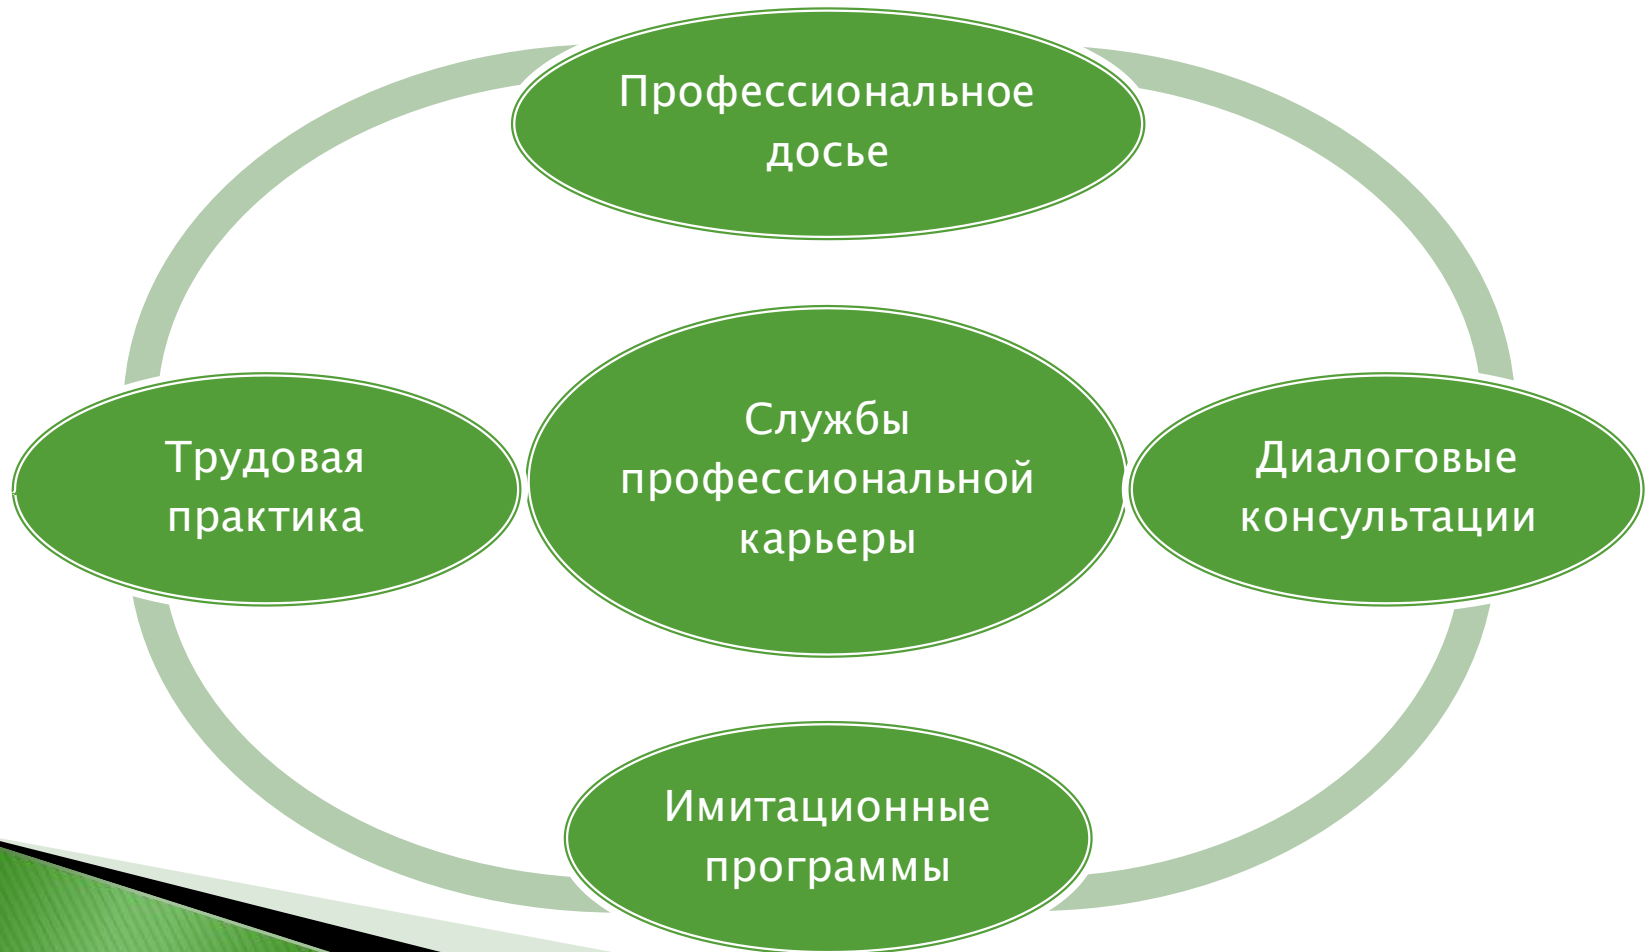 Профессиональное
досье
Службы
профессиональной
карьеры
Трудовая
практика
Диалоговые
консультации
Имитационные
программы